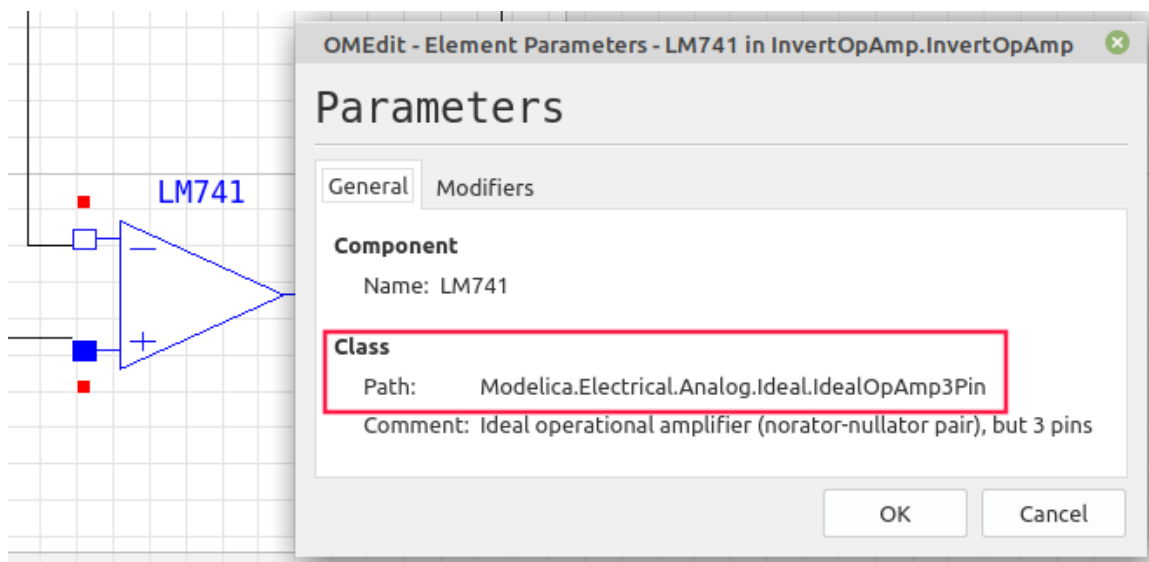 OMEdit - Element Parameters - LM741 in InvertOpAmp.InvertOpAmp
Parameters
General Modifiers
LM741
Component
Name: LM741
Class
Path: Modelica.Electrical.Analog.Ideal.IdealOpAmp3Pin
Comment: Ideal operational amplifier (norator-nullator pair), but 3 pins
OK Cancel